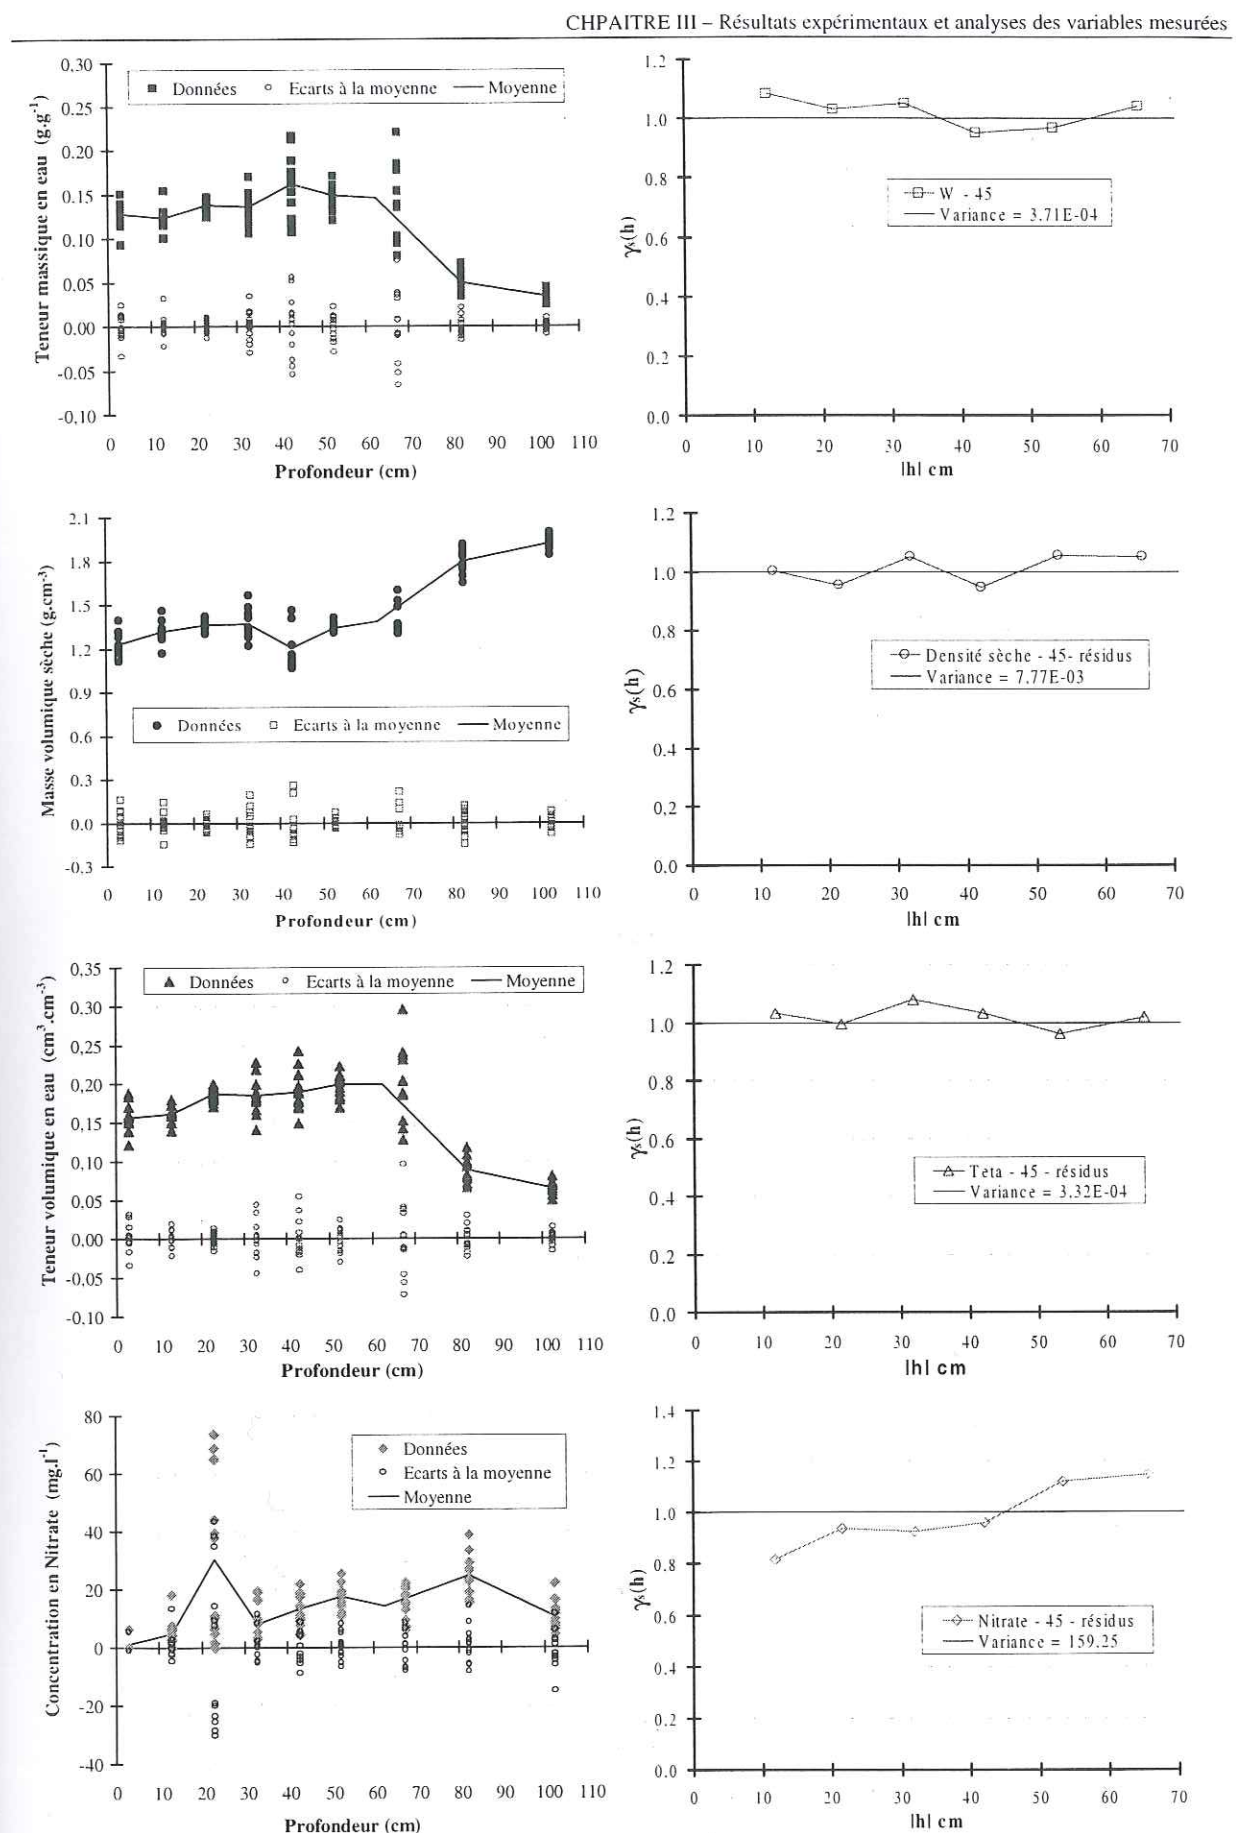 CHPAITRE III – Résultats expérimentaux et analyses des variables mesurées
Teneur massique en eau (g.g⁻¹)
0,30
0,25
0.20
0.15
0.10
0.05
0.00
-0.05
-0.10
Données Ecarts à la moyenne Moyenne
0 10 20 30 40 50 60 70 80 90 100 110
Profondeur (cm)
γs(h)
1.2
1.0
0.8
0.6
0.4
0.2
0.0
W - 45
Variance = 3.71E-04
0 10 20 30 40 50 60 70
|h| cm
Masse volumique sèche (g.cm⁻³)
2.1
1.8
1.5
1.2
0.9
0.6
0.3
0.0
-0.3
Données Ecarts à la moyenne Moyenne
0 10 20 30 40 50 60 70 80 90 100 110
Profondeur (cm)
γs(h)
1.2
1.0
0.8
0.6
0.4
0.2
0.0
Densité sèche - 45- résidus
Variance = 7.77E-03
0 10 20 30 40 50 60 70
|h| cm
Teneur volumique en eau (cm³.cm⁻³)
0,35
0.30
0.25
0.20
0.15
0.10
0.05
0.00
-0.05
-0.10
Données Ecarts à la moyenne Moyenne
0 10 20 30 40 50 60 70 80 90 100 110
Profondeur (cm)
γs(h)
1.2
1.0
0.8
0.6
0.4
0.2
0.0
Teta - 45 - résidus
Variance = 3.32E-04
0 10 20 30 40 50 60 70
|h| cm
Concentration en Nitrate (mg.l⁻¹)
80
60
40
20
0
-20
-40
Données
Ecarts à la moyenne
Moyenne
0 10 20 30 40 50 60 70 80 90 100 110
Profondeur (cm)
γs(h)
1.4
1.2
1.0
0.8
0.6
0.4
0.2
0.0
Nitrate - 45 - résidus
Variance = 159.25
0 10 20 30 40 50 60 70
|h| cm